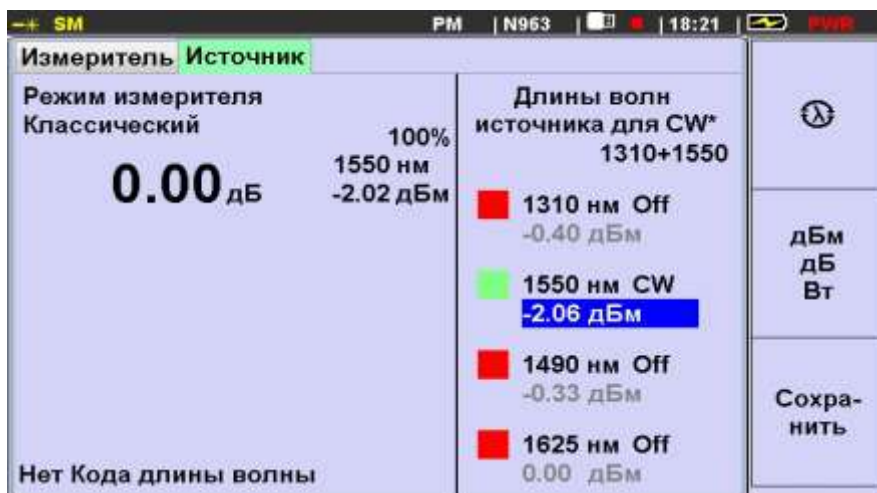 SM PM | N963 | | 18:21 | PWR
Измеритель Источник
Режим измерителя
Классический
100%
1550 нм
0.00 дБ -2.02 дБм
Нет Кода длины волны
Длины волн
источника для CW*
1310+1550
1310 нм Off
-0.40 дБм
1550 нм CW
-2.06 дБм
1490 нм Off
-0.33 дБм
1625 нм Off
0.00 дБм
λ
дБм
дБ
Вт
Сохра-
нить